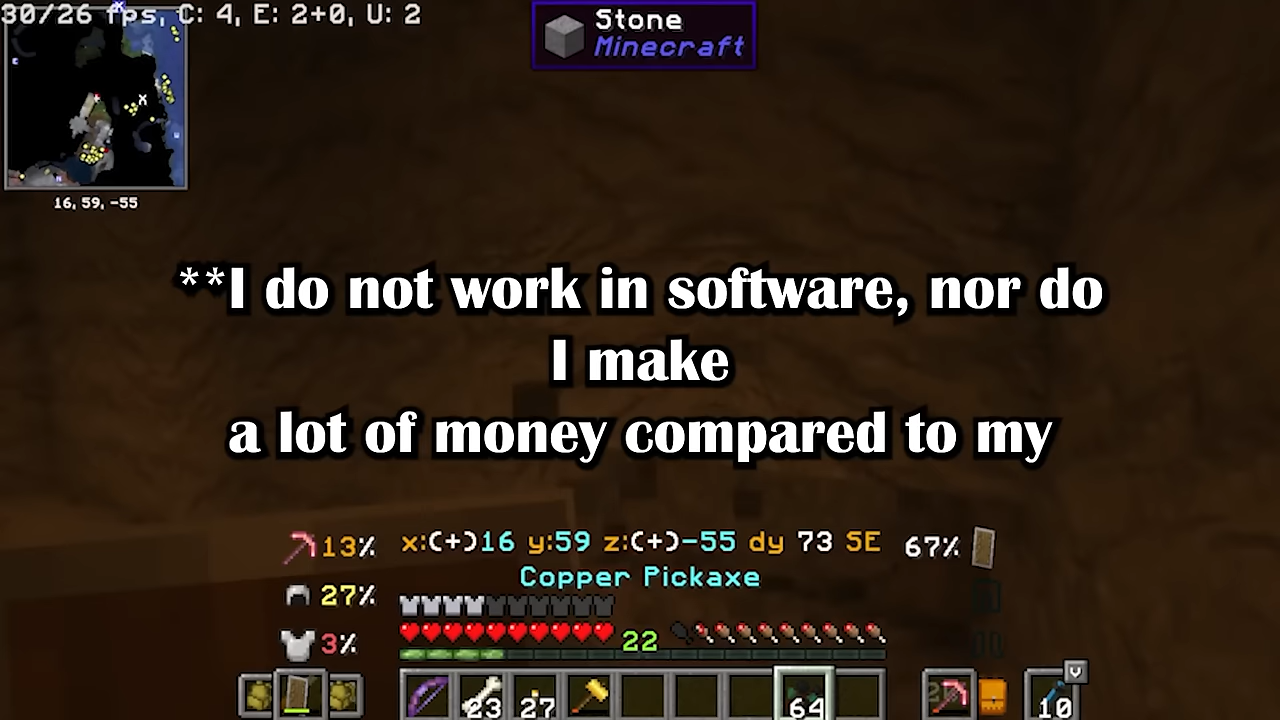 30/26 fps, C: 4, E: 2+0, U: 2
Stone
Minecraft
16, 59, -55
**I do not work in software, nor do
I make
a lot of money compared to my
13%
x:(+)16 y:59 z:(+)-55 dy 73 SE
67%
Copper Pickaxe
27%
22
3%
23
27
64
10